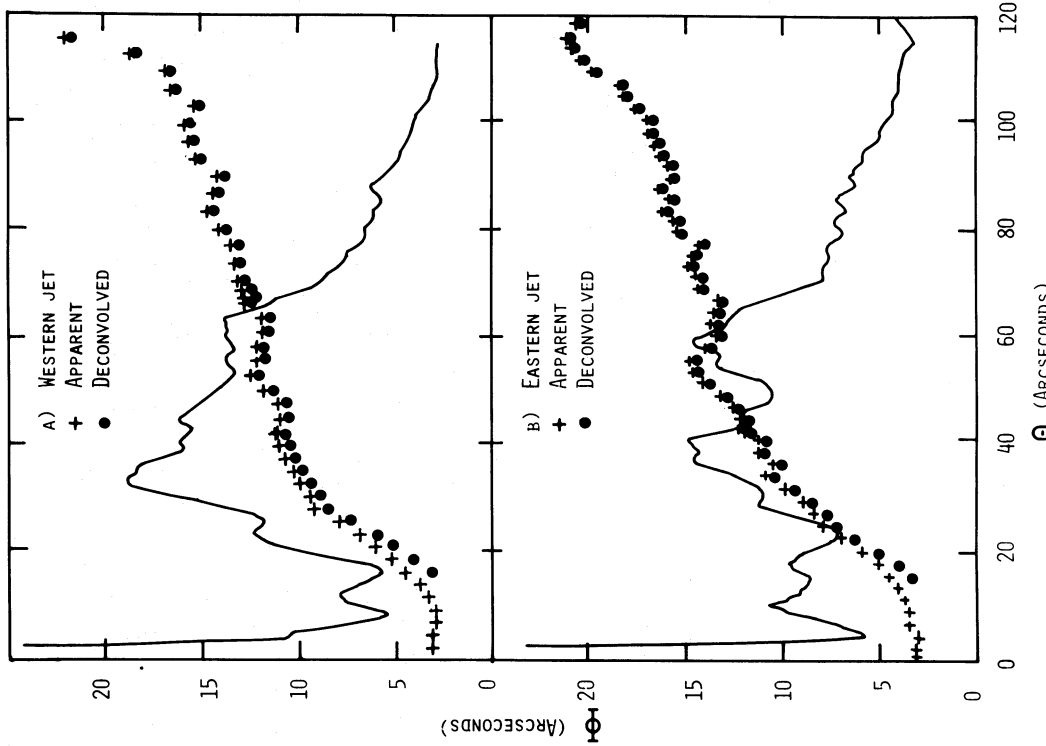 A) WESTERN JET
+ APPARENT
● DECONVOLVED
20
15
10
5
0
B) EASTERN JET
+ APPARENT
● DECONVOLVED
20
15
10
5
0
Φ (ARCSECONDS)
0
20
40
60
80
100
120
Θ (ARCSECONDS)